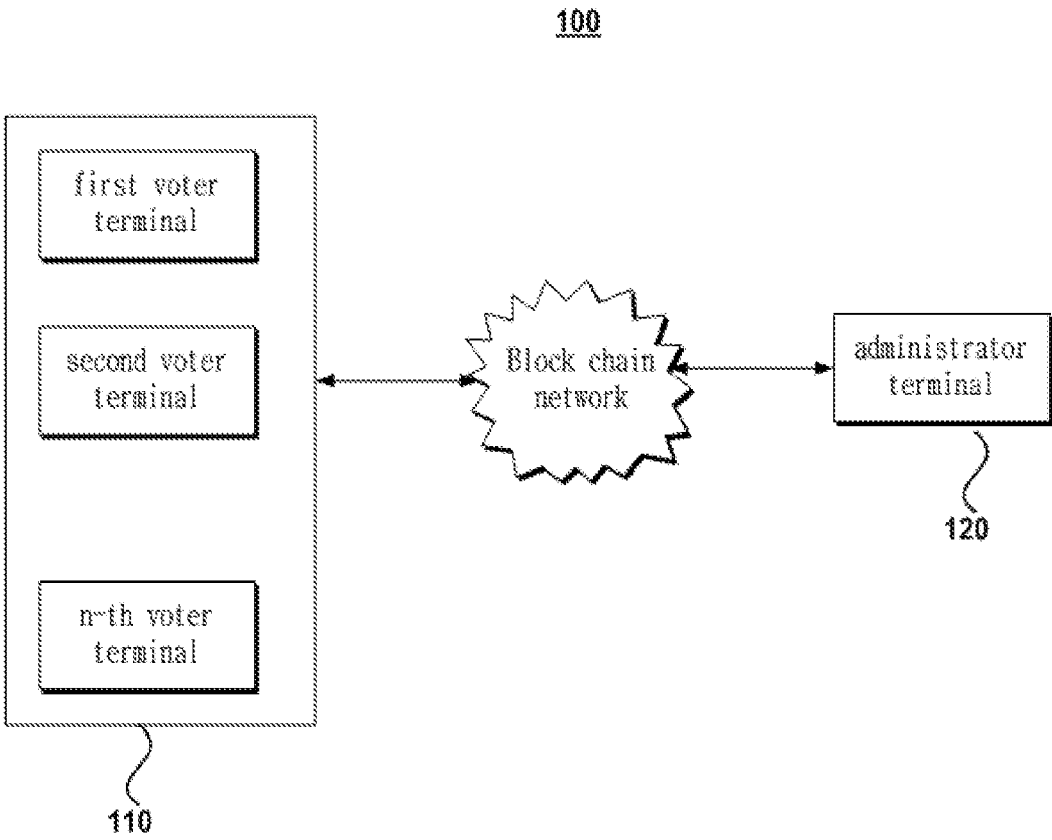 100
first voter
terminal
second voter
terminal
n-th voter
terminal
110
Block chain
network
administrator
terminal
120